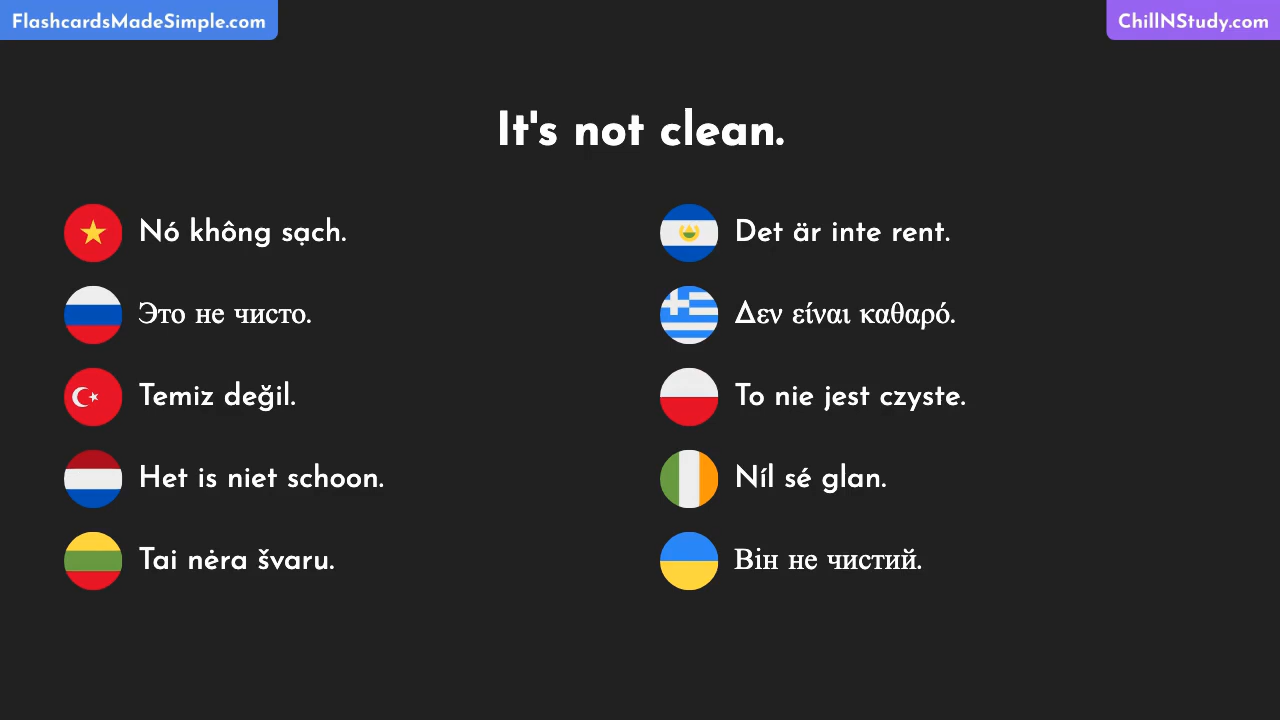 FlashcardsMadeSimple.com
ChillNStudy.com
It's not clean.
Nó không sạch.
Это не чисто.
Temiz değil.
Het is niet schoon.
Tai nėra švaru.
Det är inte rent.
Δεν είναι καθαρό.
To nie jest czyste.
Níl sé glan.
Він не чистий.